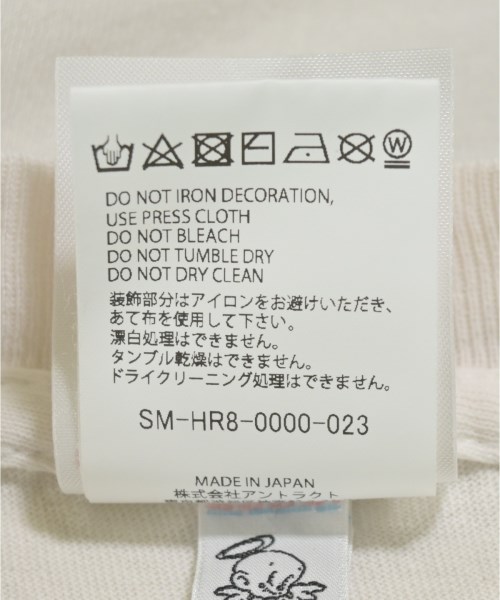 W
DO NOT IRON DECORATION,
USE PRESS CLOTH
DO NOT BLEACH
DO NOT TUMBLE DRY
DO NOT DRY CLEAN
装飾部分はアイロンをお避けいただき、
あて布を使用して下さい。
漂白処理はできません。
タンブル乾燥はできません。
ドライクリーニング処理はできません。
SM-HR8-0000-023
MADE IN JAPAN
株式会社アントラクト